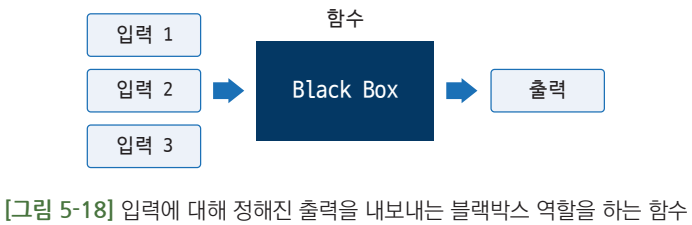 함수
입력 1
입력 2
입력 3
Black Box
출력
[그림 5-18] 입력에 대해 정해진 출력을 내보내는 블랙박스 역할을 하는 함수